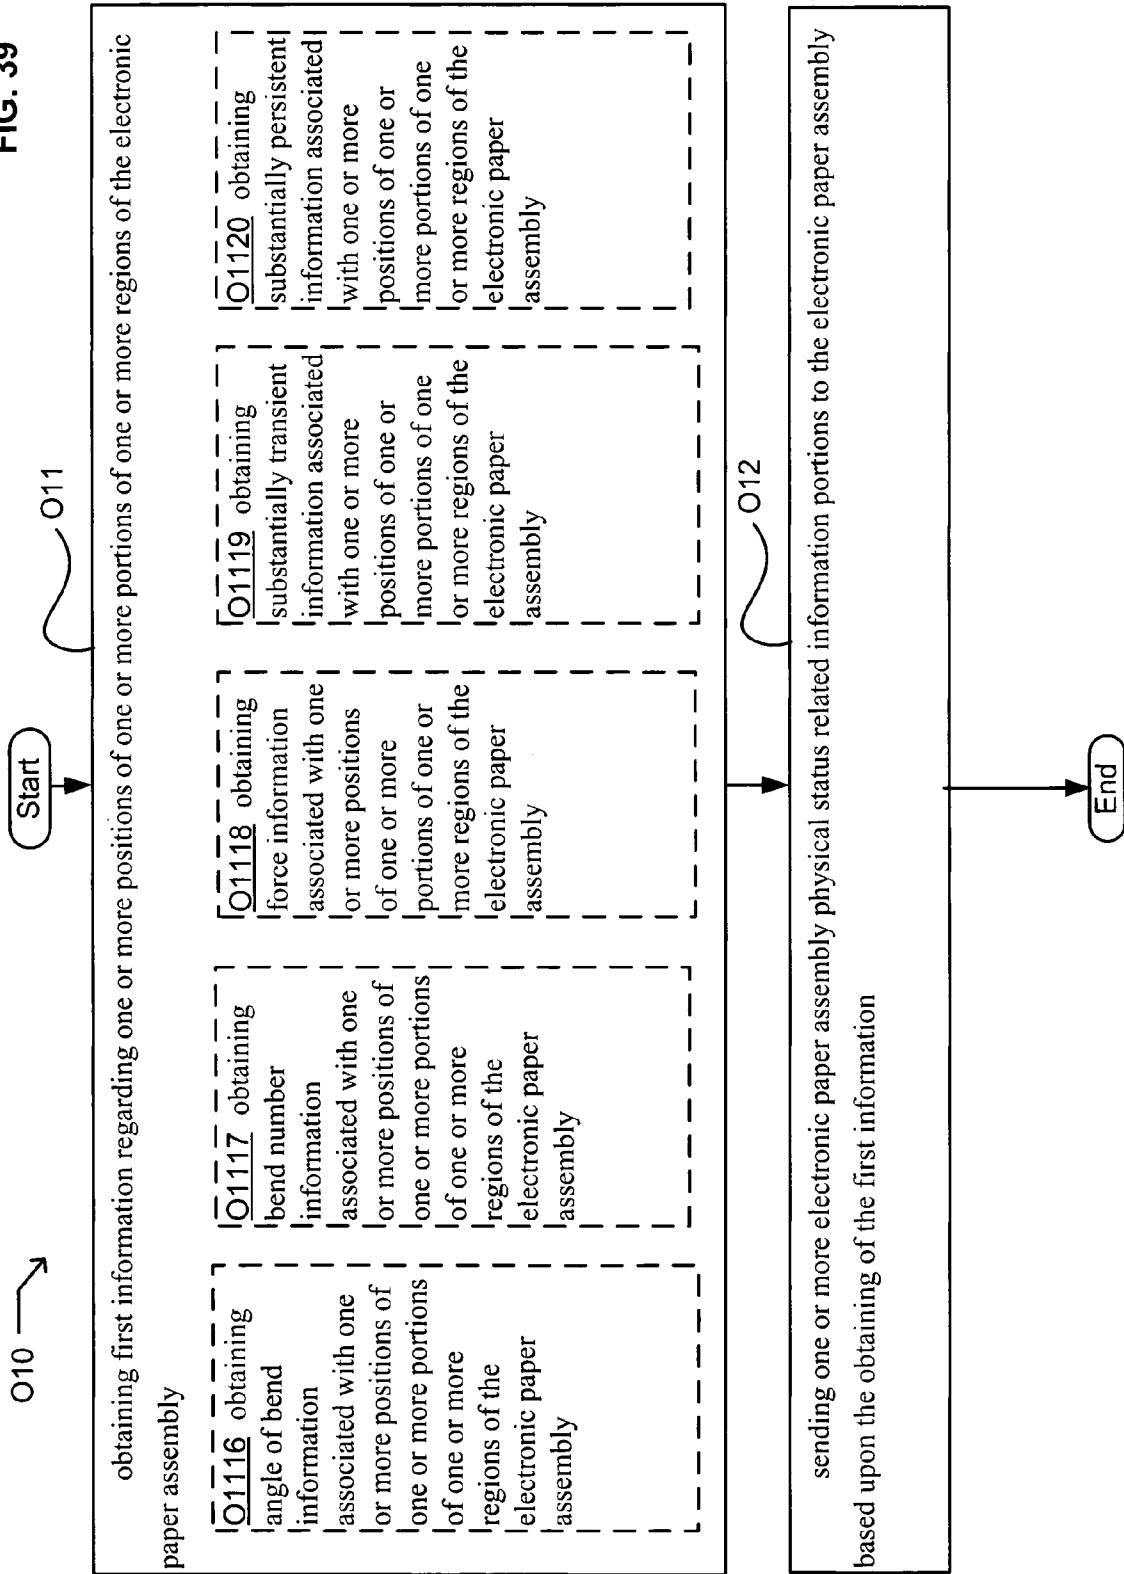 FIG. 39
O10
Start
O11
obtaining first information regarding one or more positions of one or more portions of one or more regions of the electronic
paper assembly
O1116 obtaining
angle of bend
information
associated with one
or more positions of
one or more portions
of one or more
regions of the
electronic paper
assembly
O1117 obtaining
bend number
information
associated with one
or more positions of
one or more portions
of one or more
regions of the
electronic paper
assembly
O1118 obtaining
force information
associated with one
or more positions
of one or more
portions of one or
more regions of the
electronic paper
assembly
O1119 obtaining
substantially transient
information associated
with one or more
positions of one or
more portions of one
or more regions of the
electronic paper
assembly
O1120 obtaining
substantially persistent
information associated
with one or more
positions of one or
more portions of one
or more regions of the
electronic paper
assembly
O12
sending one or more electronic paper assembly physical status related information portions to the electronic paper assembly
based upon the obtaining of the first information
End